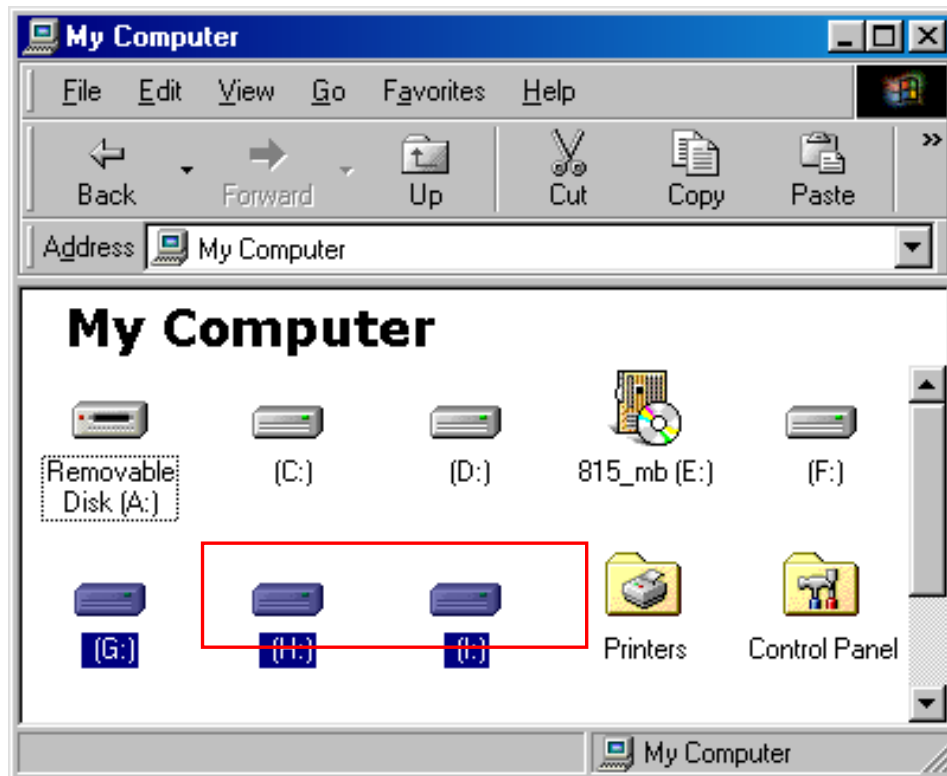 My Computer
File Edit View Go Favorites Help
Back Forward Up Cut Copy Paste »
Address My Computer
My Computer
Removable Disk (A:) (C:) (D:) 815_mb (E:) (F:)
(G:) (H:) (I:) Printers Control Panel
My Computer